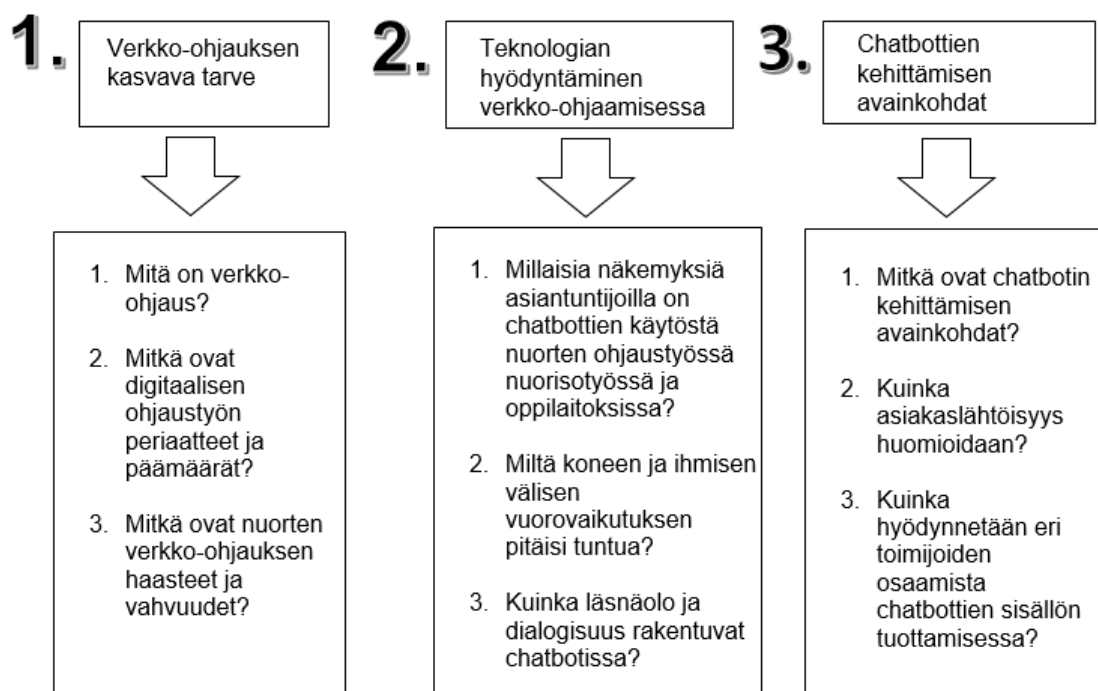 1.
Verkko-ohjauksen
kasvava tarve
1. Mitä on verkko-
ohjaus?
2. Mitkä ovat
digitaalisen
ohjaustyön
periaatteet ja
päämäärät?
3. Mitkä ovat nuorten
verkko-ohjauksen
haasteet ja
vahvuudet?
2.
Teknologian
hyödyntäminen
verkko-ohjaamisessa
1. Millaisia näkemyksiä
asiantuntijoilla on
chatbottien käytöstä
nuorten ohjaustyössä
nuorisotyössä ja
oppilaitoksissa?
2. Miltä koneen ja ihmisen
välisen
vuorovaikutuksen
pitäisi tuntua?
3. Kuinka läsnäolo ja
dialogisuus rakentuvat
chatbotissa?
3.
Chatbottien
kehittämisen
avainkohdat
1. Mitkä ovat chatbotin
kehittämisen
avainkohdat?
2. Kuinka
asiakaslähtöisyys
huomioidaan?
3. Kuinka
hyödynnetään eri
toimijoiden
osaamista
chatbottien sisällön
tuottamisessa?